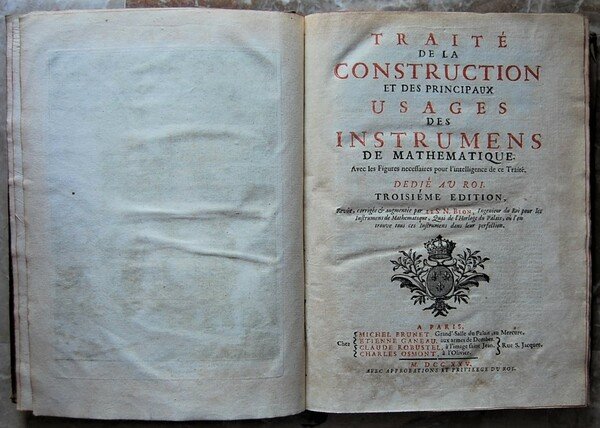 TRAITÉ
DE LA
CONSTRUCTION
ET DES PRINCIPAUX
USAGES
DES
INSTRUMENS
DE MATHEMATIQUE.
Avec les Figures necessaires pour l'intelligence de ce Traité.
DEDIÉ AU ROI.
TROISIÉME EDITION,
Revûe, corrigée & augmentée par N. BION, Ingenieur du Roi pour les
Instrumens de Mathematique, Quai de l'Horloge du Palais, où l'on
trouve tous ces Instrumens dans leur perfection.
A PARIS,
Chez
MICHEL BRUNET, Grand'Salle du Palais, au Mercure,
ETIENNE GANEAU, aux armes de Dombes,
CLAUDE ROBUSTEL, à l'image saint Jean, Rue S. Jacques.
CHARLES OSMONT, à l'Olivier,
M. DCC. XXV.
AVEC APPROBATIONS ET PRIVILEGE DU ROI.